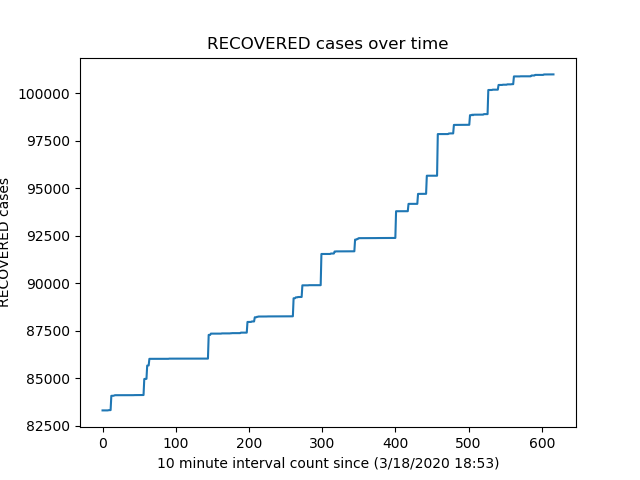 RECOVERED cases over time
100000
97500
95000
92500
90000
87500
85000
82500
RECOVERED cases
0 100 200 300 400 500 600
10 minute interval count since (3/18/2020 18:53)